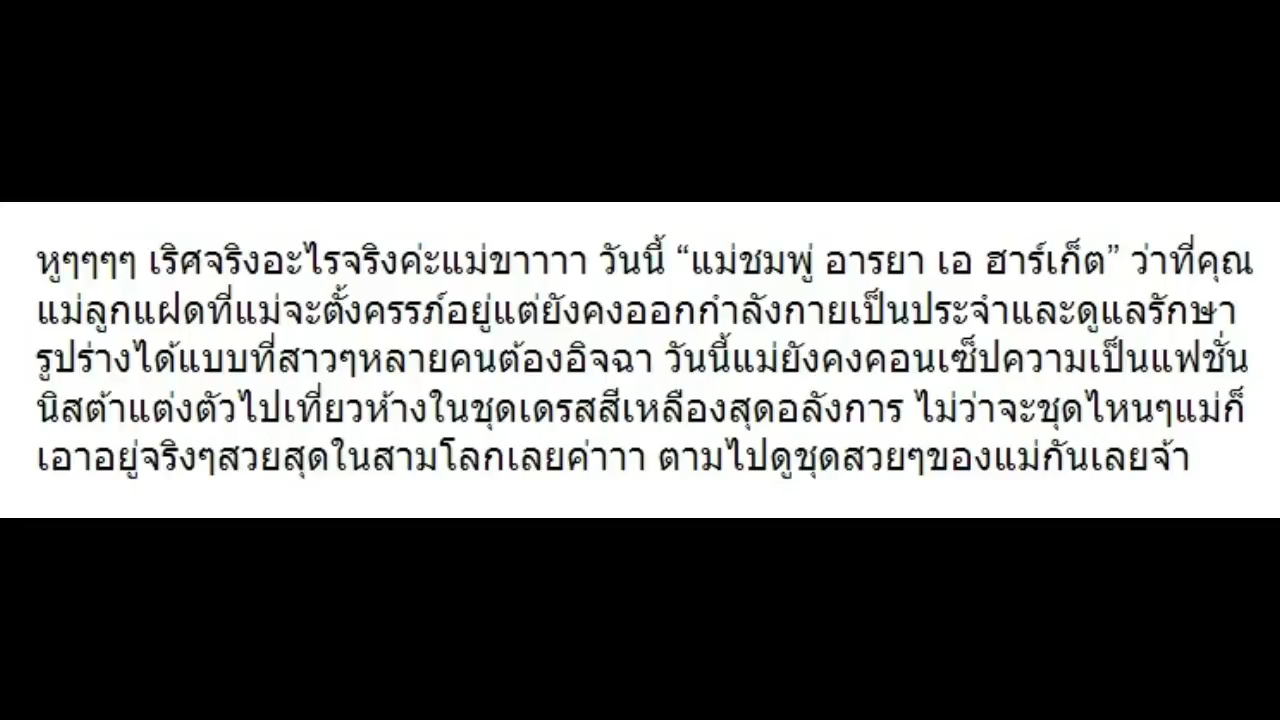 หูๆๆๆๆ เริศจริงอะไรจริงค่ะแม่ขาาาา วันนี้ “แม่ชมพู่ อารยา เอ ฮาร์เก็ต” ว่าที่คุณ
แม่ลูกแฝดที่แม่จะตั้งครรภ์อยู่แต่ยังคงออกกำลังกายเป็นประจำและดูแลรักษา
รูปร่างได้แบบที่สาวๆหลายคนต้องอิจฉา วันนี้แม่ยังคงคอนเซ็ปความเป็นแฟชั่น
นิสต้าแต่งตัวไปเที่ยวห้างในชุดเดรสสีเหลืองสุดอลังการ ไม่ว่าจะชุดไหนๆแม่ก็
เอาอยู่จริงๆสวยสุดในสามโลกเลยค่าาา ตามไปดูชุดสวยๆของแม่กันเลยจ้า